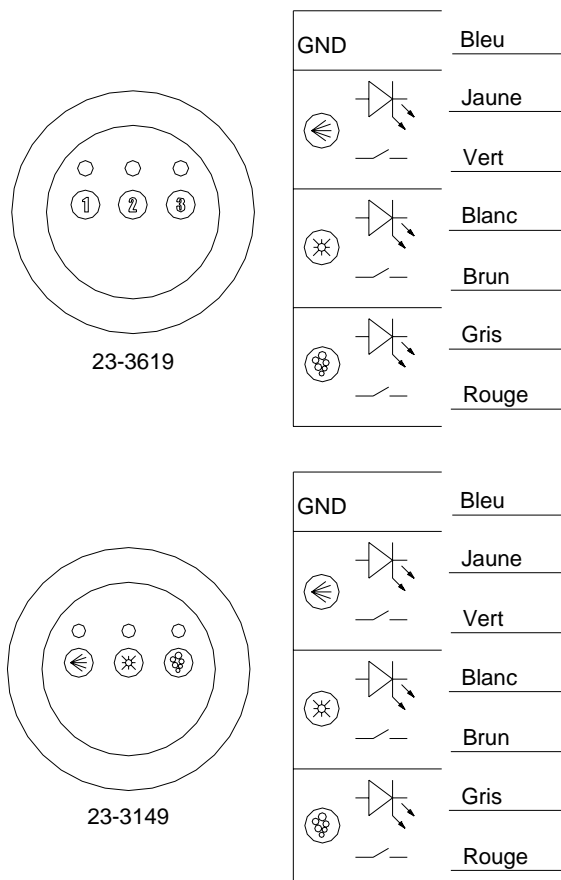 GND Bleu
Jaune
Vert
1 2 3
Blanc
Brun
Gris
Rouge
23-3619
GND Bleu
Jaune
Vert
Blanc
Brun
Gris
Rouge
23-3149